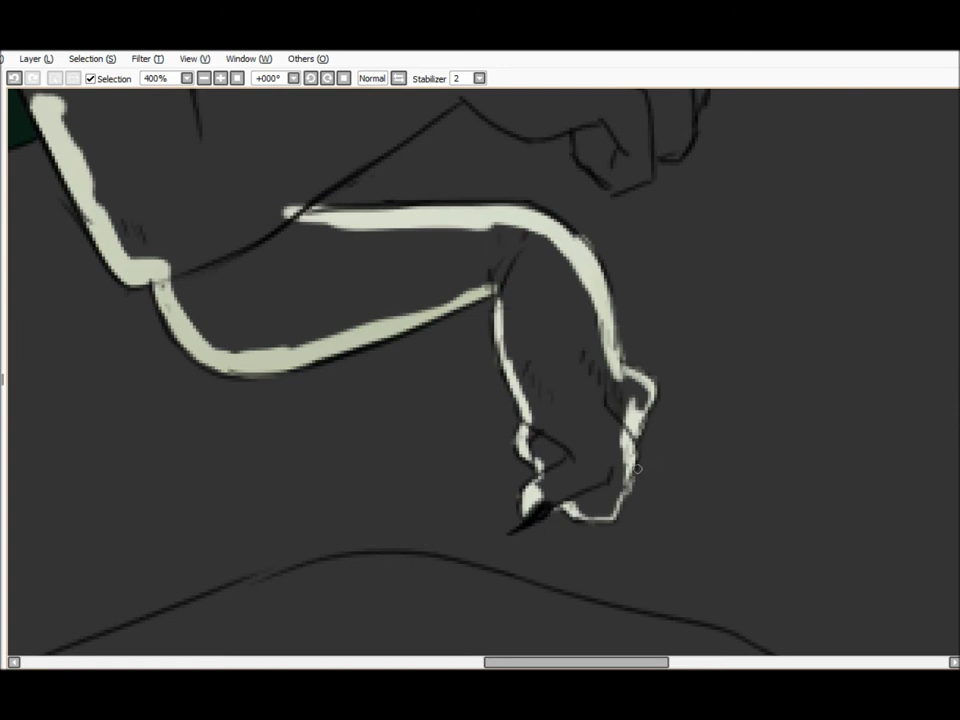 ) Layer (L) Selection (S) Filter (T) View (V) Window (W) Others (O)
Selection 400% +000° Normal Stabilizer 2